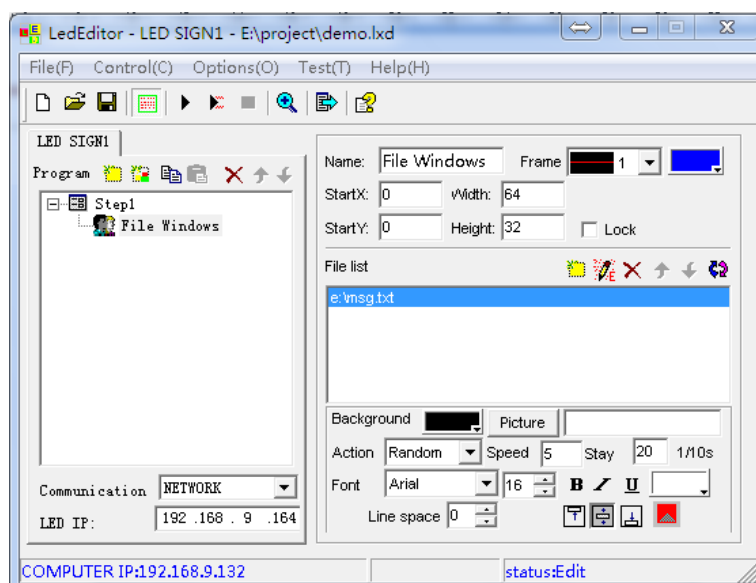 LedEditor - LED SIGN1 - E:\project\demo.lxd
File(F) Control(C) Options(O) Test(T) Help(H)
LED SIGN1
Program
Step1
File Windows
Communication NETWORK
LED IP: 192 .168 . 9 .164
Name: File Windows Frame 1
StartX: 0 Width: 64
StartY: 0 Height: 32 Lock
File list
E
e:\msg.txt
Background Picture
Action Random Speed 5 Stay 20 1/10s
Font Arial 16 B I U
Line space 0
COMPUTER IP:192.168.9.132 status:Edit